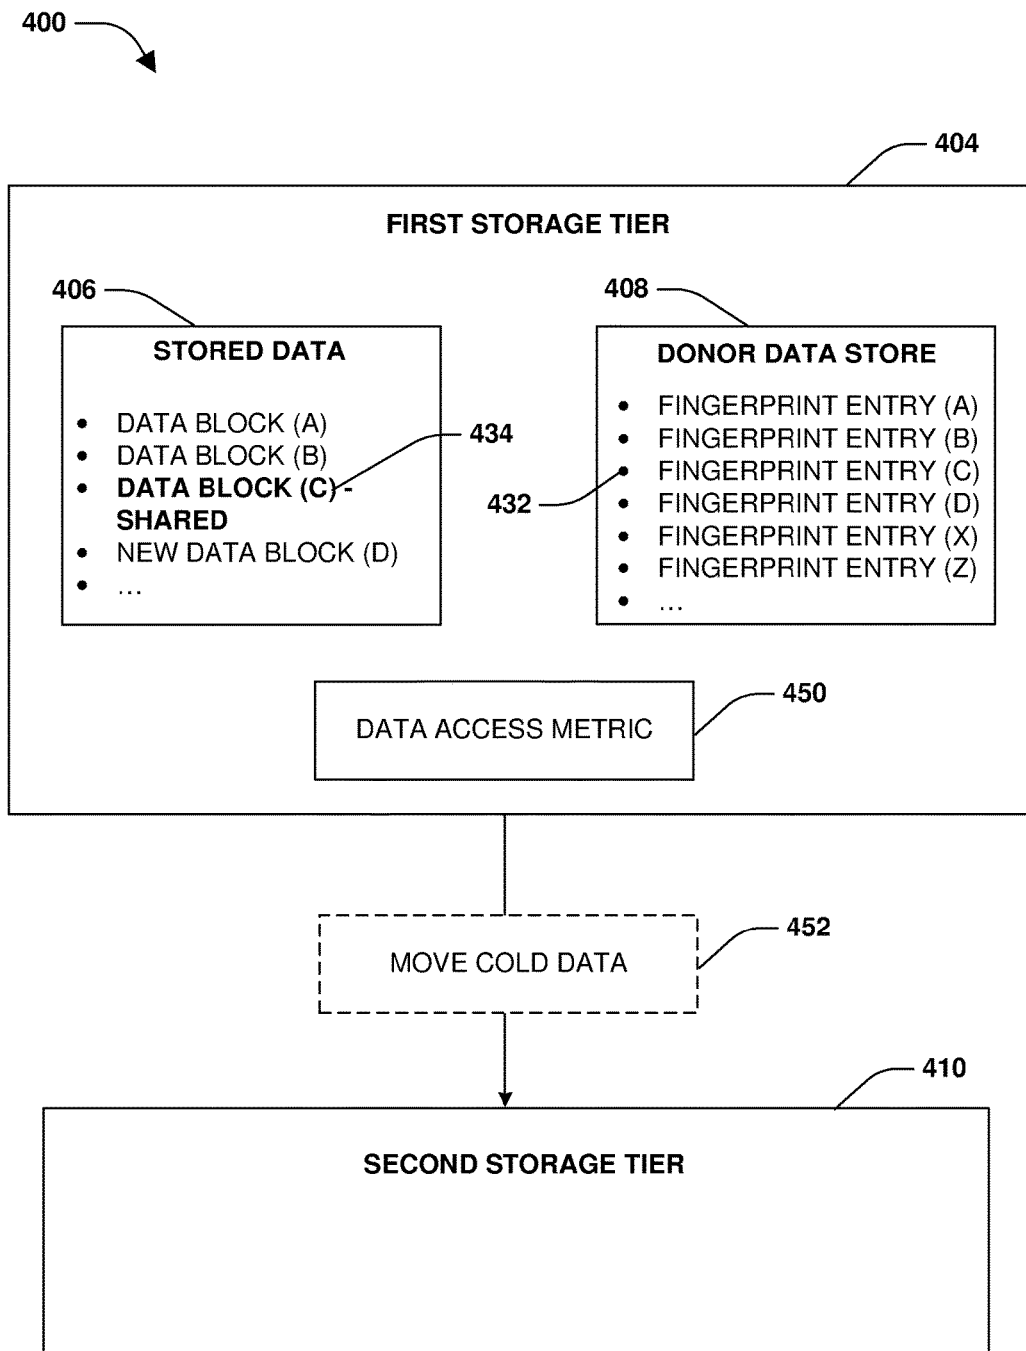 400
404
FIRST STORAGE TIER
406
408
STORED DATA
• DATA BLOCK (A)
• DATA BLOCK (B)
• DATA BLOCK (C) -
SHARED
• NEW DATA BLOCK (D)
• ...
434
DONOR DATA STORE
• FINGERPRINT ENTRY (A)
• FINGERPRINT ENTRY (B)
• FINGERPRINT ENTRY (C)
• FINGERPRINT ENTRY (D)
• FINGERPRINT ENTRY (X)
• FINGERPRINT ENTRY (Z)
• ...
432
450
DATA ACCESS METRIC
452
MOVE COLD DATA
410
SECOND STORAGE TIER